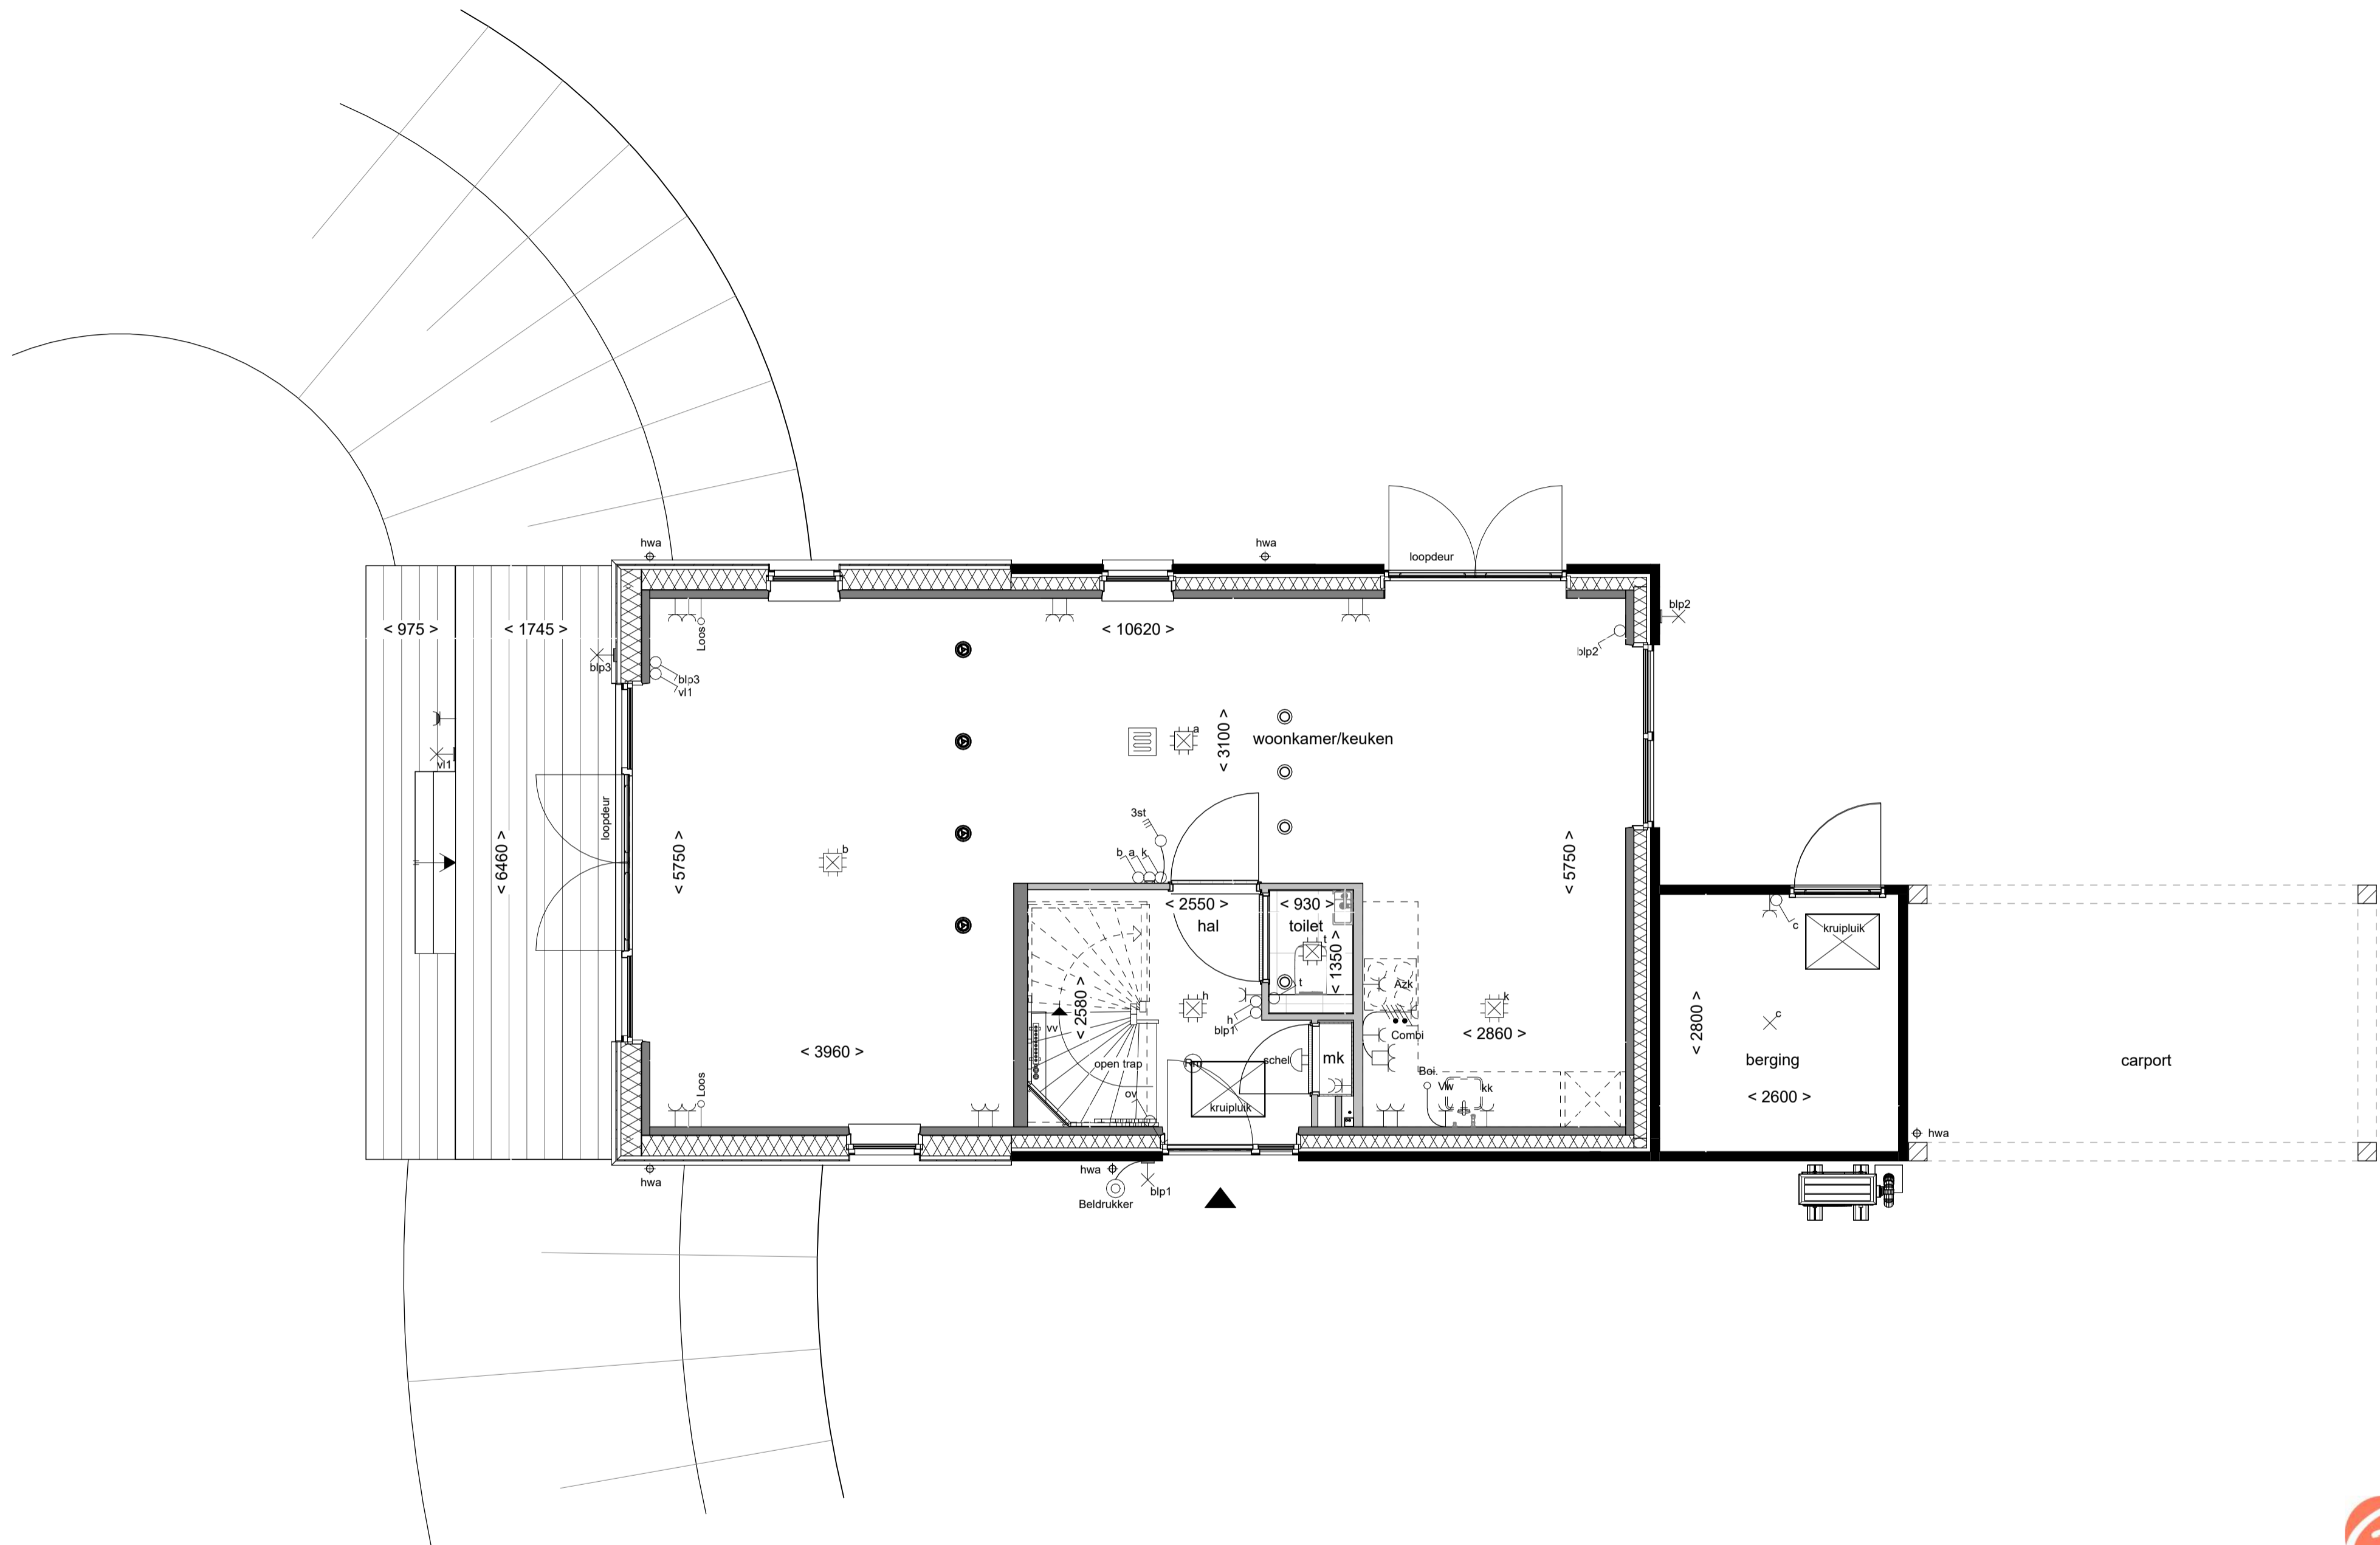 hwa
hwa
loopdeur
blp2
< 975 >
< 1745 >
Loos
< 10620 >
blp2
blp3
blp3
vl1
a
< 3100 >
woonkamer/keuken
vl1
loopdeur
3st
b
a
k
b
< 6460 >
< 5750 >
< 5750 >
< 2550 >
hal
< 930 >
toilet
t
< 1350 >
t
c
kruipluik
Azk
h
k
< 2580 >
vv
h
blp1
Combi
< 2860 >
c
< 2800 >
< 3960 >
open trap
Rm
schel
mk
berging
carport
Boi.
Vw
kk
Loos
ov
kruipluik
< 2600 >
hwa
hwa
hwa
Beldrukker
blp1